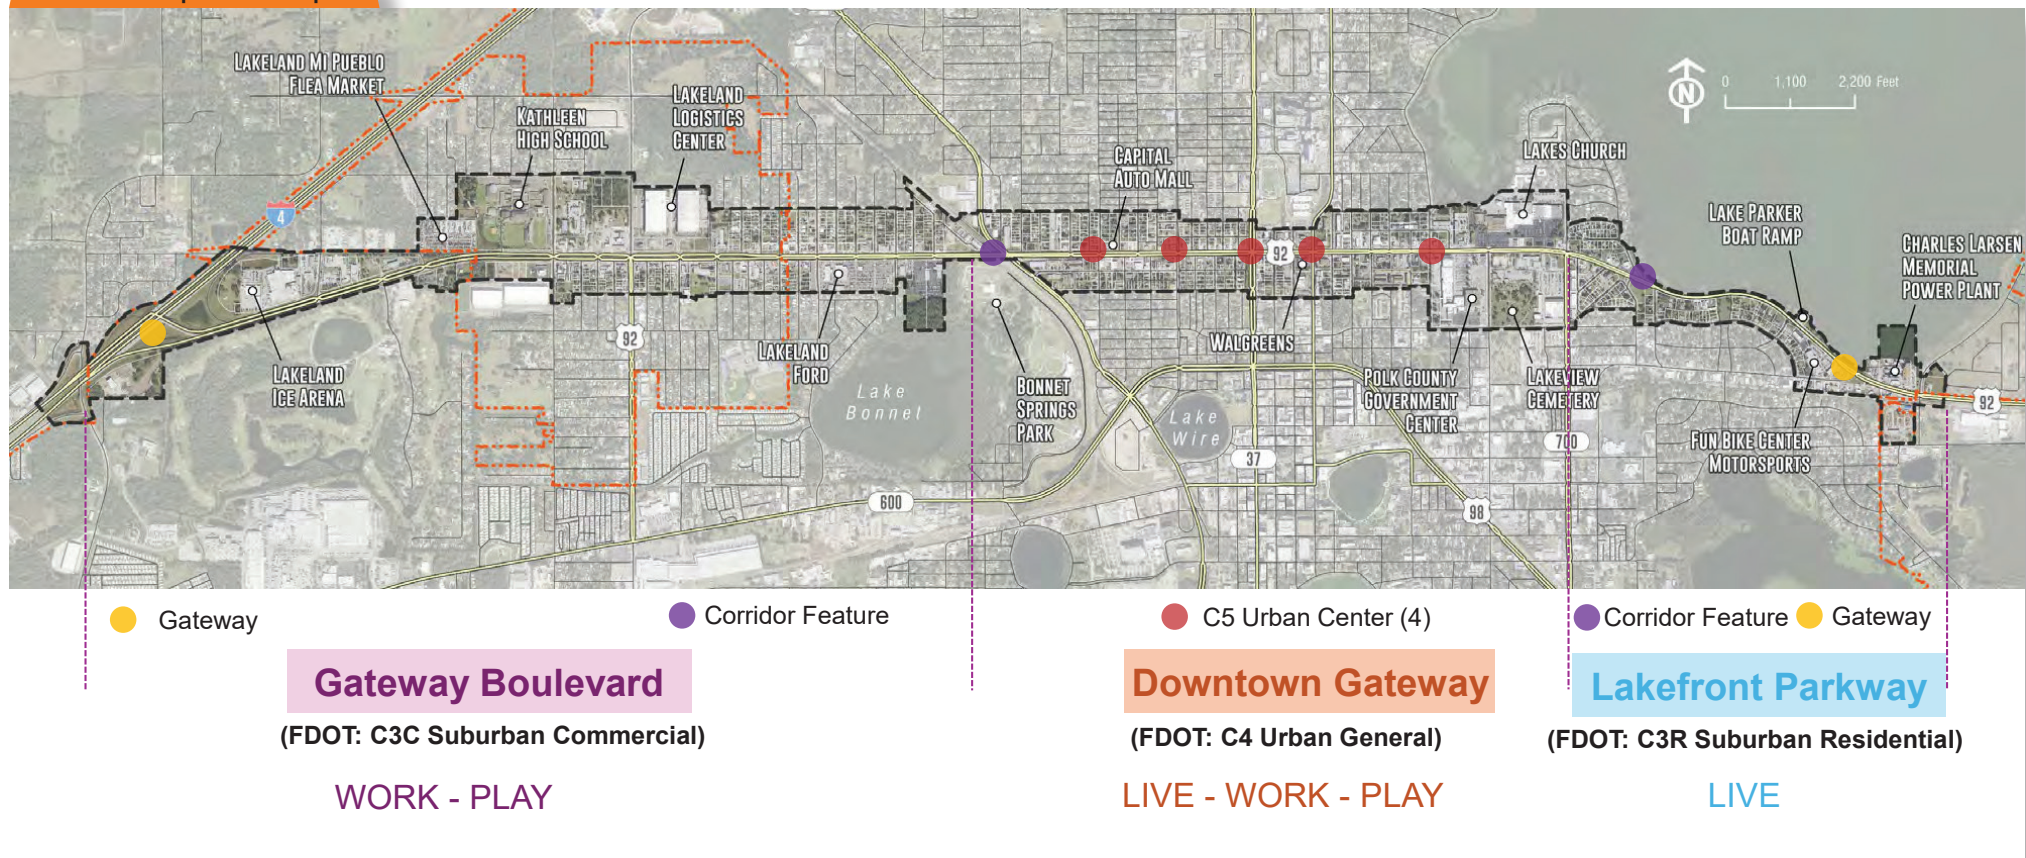 LAKELAND MI PUEBLO
FLEA MARKET
KATHLEEN
HIGH SCHOOL
LAKELAND
LOGISTICS
CENTER
4
LAKELAND
ICE ARENA
92
LAKELAND
FORD
Lake
Bonnet
600
BONNET
SPRINGS
PARK
CAPITAL
AUTO MALL
92
WALGREENS
Lake
Wire
37
POLK COUNTY
GOVERNMENT
CENTER
98
LAKES CHURCH
LAKEVIEW
CEMETERY
700
N
0 1,100 2,200 Feet
LAKE PARKER
BOAT RAMP
CHARLES LARSEN
MEMORIAL
POWER PLANT
92
FUN BIKE CENTER
MOTORSPORTS
Gateway
Corridor Feature
C5 Urban Center (4)
Corridor Feature
Gateway
Gateway Boulevard
(FDOT: C3C Suburban Commercial)
WORK - PLAY
Downtown Gateway
(FDOT: C4 Urban General)
LIVE - WORK - PLAY
Lakefront Parkway
(FDOT: C3R Suburban Residential)
LIVE